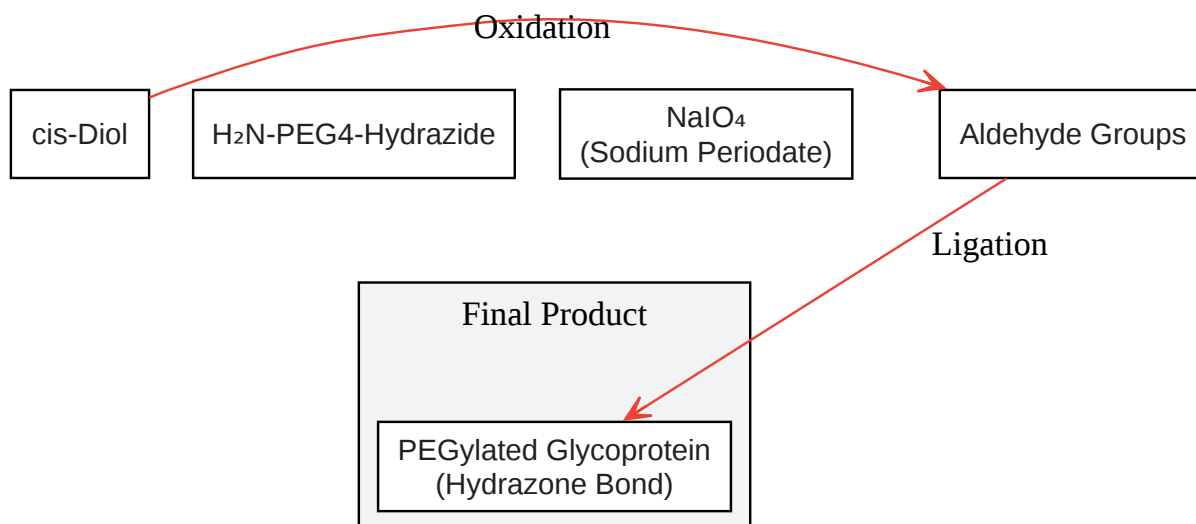 Oxidation
cis-Diol
H₂N-PEG4-Hydrazide
NaIO₄
(Sodium Periodate)
Aldehyde Groups
Ligation
Final Product
PEGylated Glycoprotein
(Hydrazone Bond)